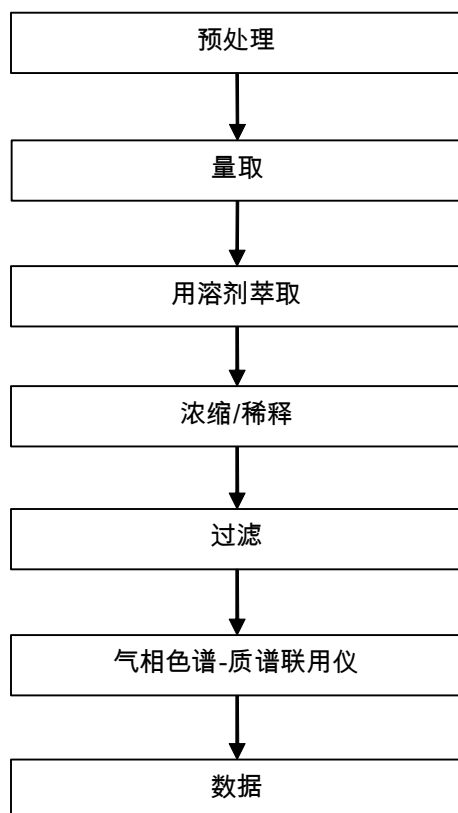 预处理
量取
用溶剂萃取
浓缩/稀释
过滤
气相色谱-质谱联用仪
数据